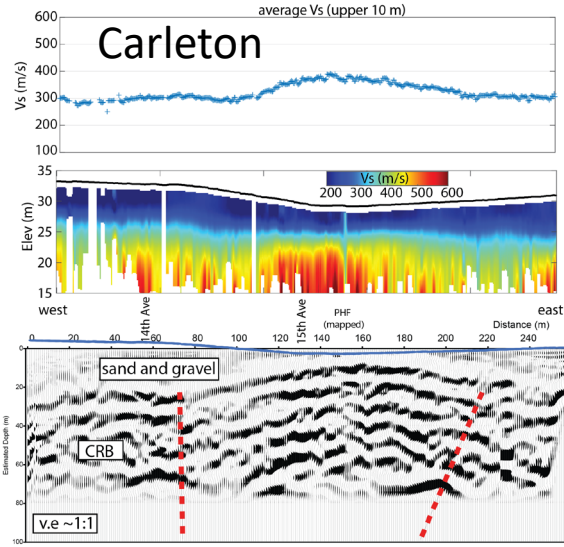 average Vs (upper 10 m)
Carleton
600
500
400
300
200
100
Vs (m/s)
Vs (m/s)
200 300 400 500 600
35
30
25
20
15
Elev (m)
west
14th Ave
15th Ave
PHF
(mapped)
east
Distance (m)
0 20 40 60 80 100 120 140 160 180 200 220 240
0
20
40
60
80
100
Estimated Depth (m)
sand and gravel
CRB
v.e ~1:1